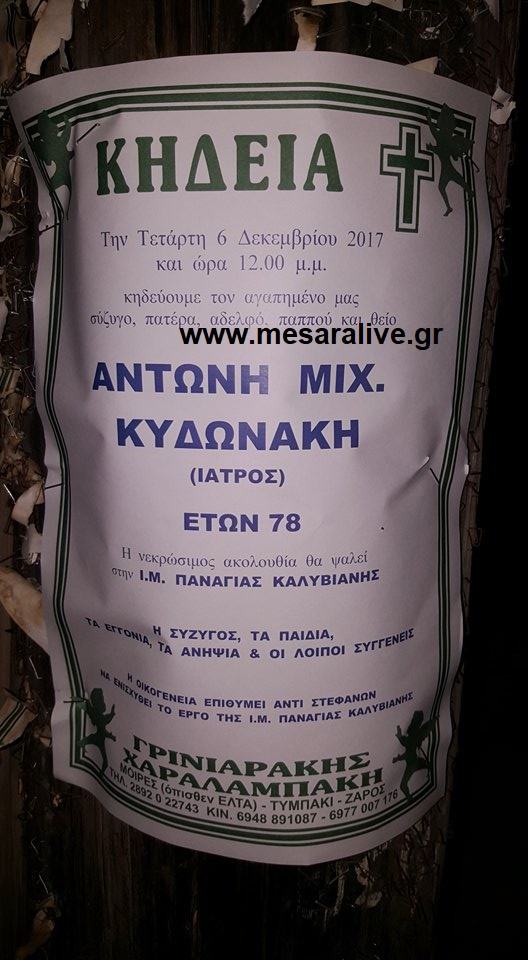 ΚΗΔΕΙΑ
Την Τετάρτη 6 Δεκεμβρίου 2017
και ώρα 12.00 μ.μ.
κηδεύουμε τον αγαπημένο μας
σύζυγο, πατέρα, αδελφό, παππού και θείο
www.mesaralive.gr
ΑΝΤΩΝΗ ΜΙΧ.
ΚΥΔΩΝΑΚΗ
(ΙΑΤΡΟΣ)
ΕΤΩΝ 78
Η νεκρώσιμος ακολουθία θα ψαλεί
στην Ι.Μ. ΠΑΝΑΓΙΑΣ ΚΑΛΥΒΙΑΝΗΣ
Η ΣΥΖΥΓΟΣ, ΤΑ ΠΑΙΔΙΑ,
ΤΑ ΕΓΓΟΝΙΑ, ΤΑ ΑΝΗΨΙΑ & ΟΙ ΛΟΙΠΟΙ ΣΥΓΓΕΝΕΙΣ
Η ΟΙΚΟΓΕΝΕΙΑ ΕΠΙΘΥΜΕΙ ΑΝΤΙ ΣΤΕΦΑΝΩΝ
ΝΑ ΕΝΙΣΧΥΘΕΙ ΤΟ ΕΡΓΟ ΤΗΣ Ι.Μ. ΠΑΝΑΓΙΑΣ ΚΑΛΥΒΙΑΝΗΣ
ΓΡΙΝΙΑΡΑΚΗΣ
ΧΑΡΑΛΑΜΠΑΚΗ
ΜΟΙΡΕΣ (όπισθεν ΕΛΤΑ) - ΤΥΜΠΑΚΙ - ΖΑΡΟΣ
ΤΗΛ. 2892 0 22743 ΚΙΝ. 6948 891087 - 6977 007 176